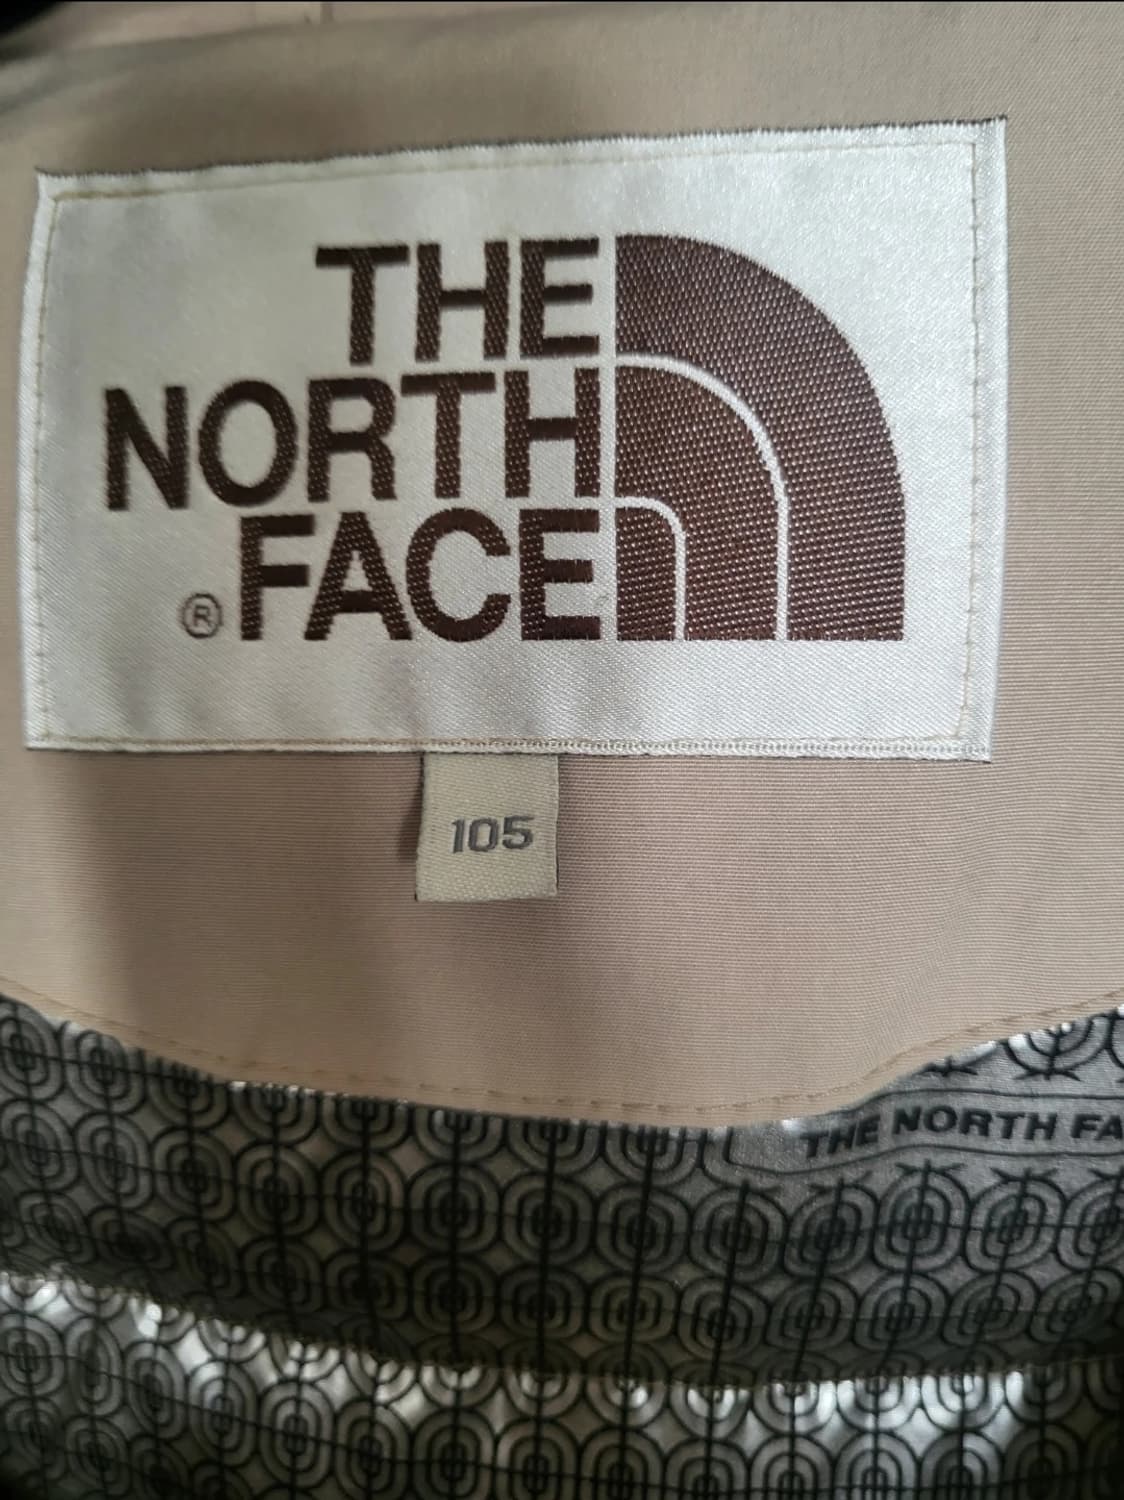 THE
NORTH
® FACE
105
THE NORTH FA